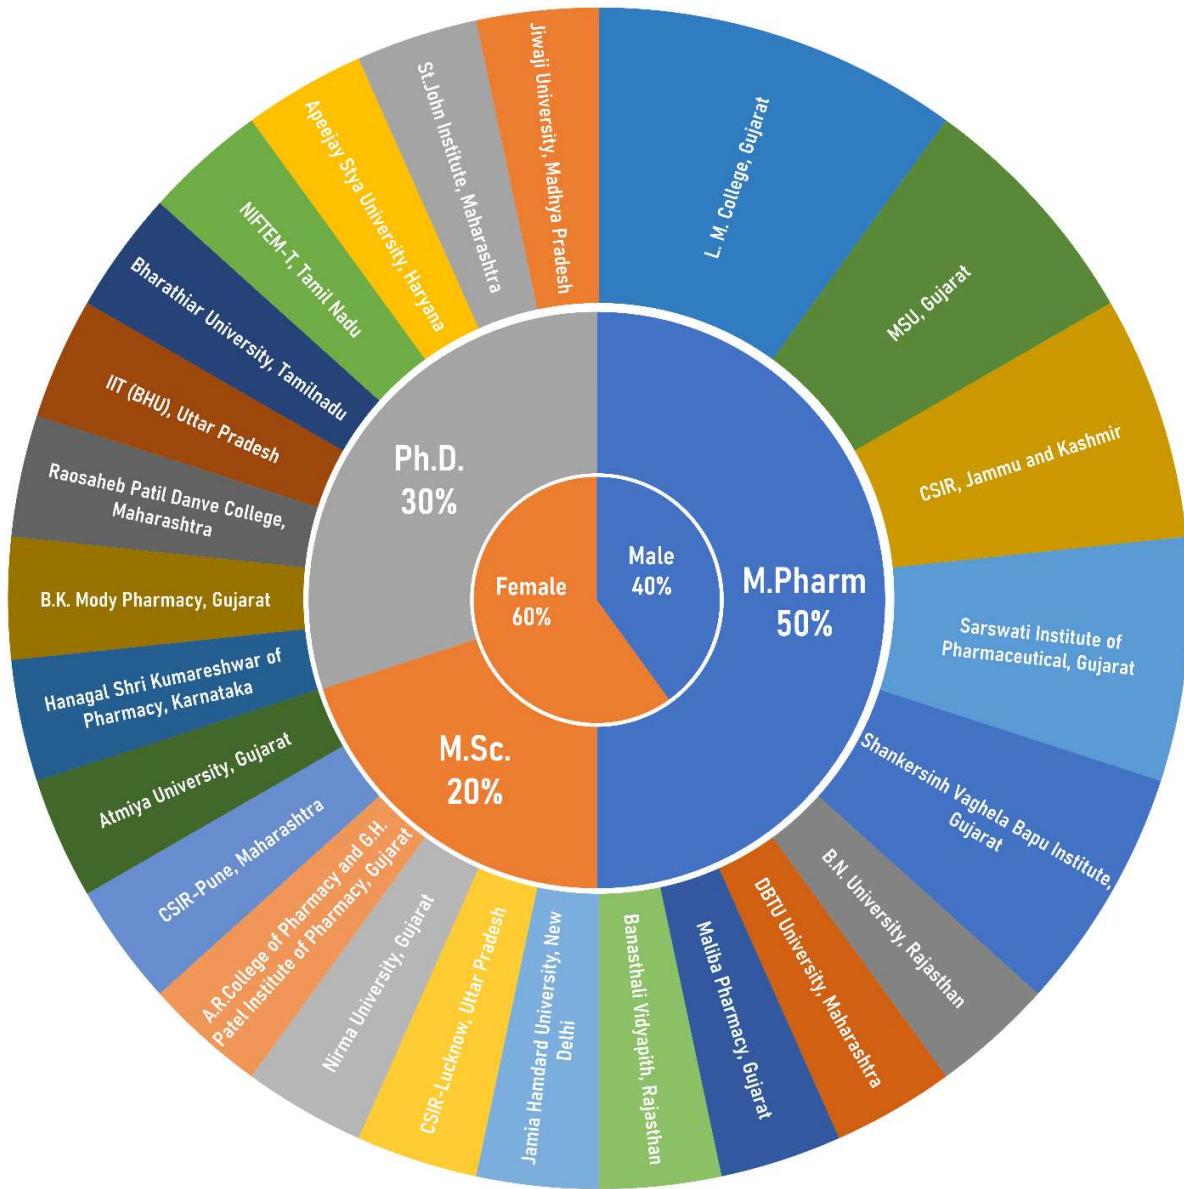 L. M. College, Gujarat
MSU, Gujarat
CSIR, Jammu and Kashmir
Sarswati Institute of
Pharmaceutical, Gujarat
Shankersinh Vaghela Bapu Institute,
Gujarat
B.N. University, Rajasthan
DBTU University, Maharashtra
Maliba Pharmacy, Gujarat
Banasthali Vidyapith, Rajasthan
Jamia Hamdard University, New
Delhi
CSIR-Lucknow, Uttar Pradesh
Nirma University, Gujarat
A.R.College of Pharmacy and G.H.
Patel Institute of Pharmacy, Gujarat
CSIR-Pune, Maharashtra
Atmiya University, Gujarat
Hanagal Shri Kumareshwar of
Pharmacy, Karnataka
B.K. Mody Pharmacy, Gujarat
Raosaheb Patil Danve College,
Maharashtra
IIT (BHU), Uttar Pradesh
Bharathiar University, Tamilnadu
NIFTEM-T, Tamil Nadu
Apeejay Stya University, Haryana
St.John Institute, Maharashtra
Jiwaji University, Madhya Pradesh
Ph.D.
30%
M.Pharm
50%
M.Sc.
20%
Male
40%
Female
60%